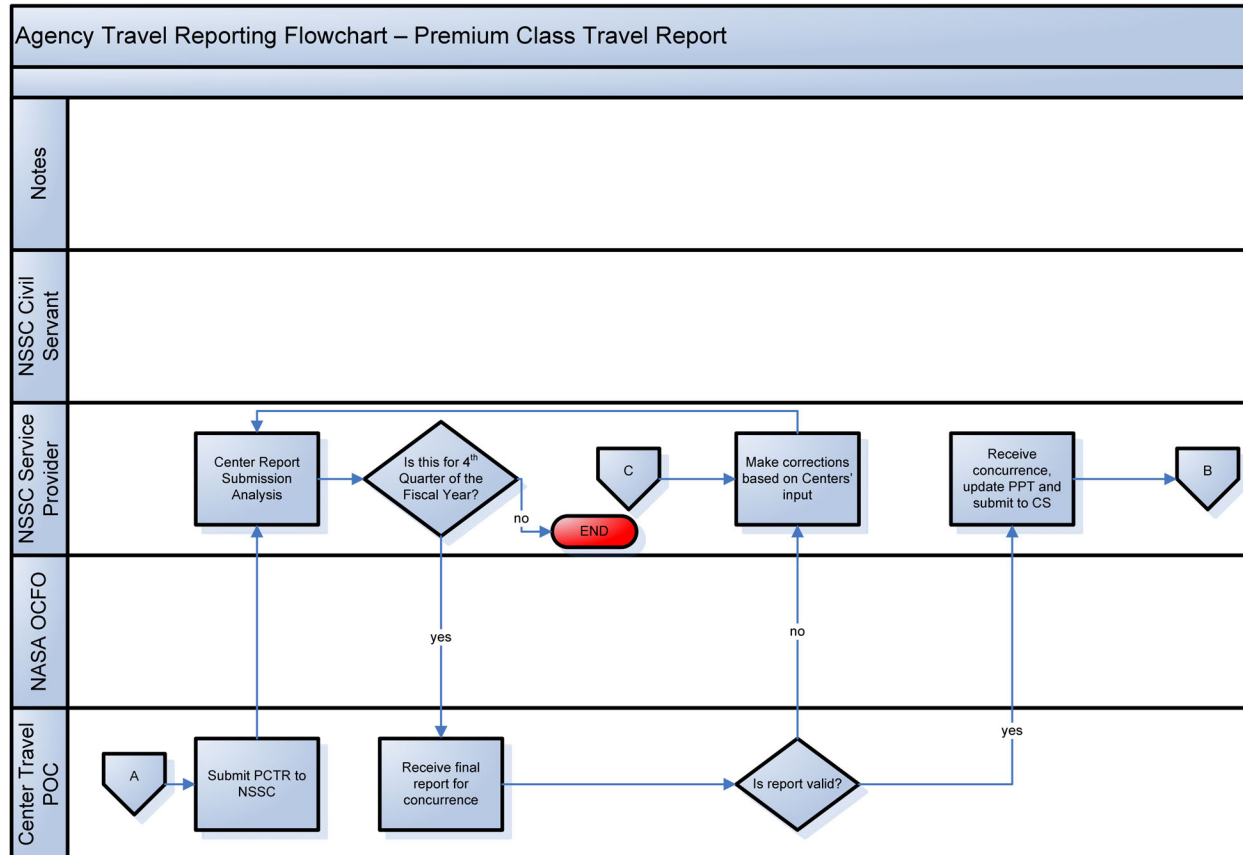 Agency Travel Reporting Flowchart – Premium Class Travel Report
Notes
NSSC Civil
Servant
NSSC Service
Provider
Center Report
Submission
Analysis
Is this for 4th
Quarter of the
Fiscal Year?
no
END
C
Make corrections
based on Centers’
input
Receive
concurrence,
update PPT and
submit to CS
B
NASA OCFO
yes
no
Center Travel
POC
A
Submit PCTR to
NSSC
Receive final
report for
concurrence
Is report valid?
yes